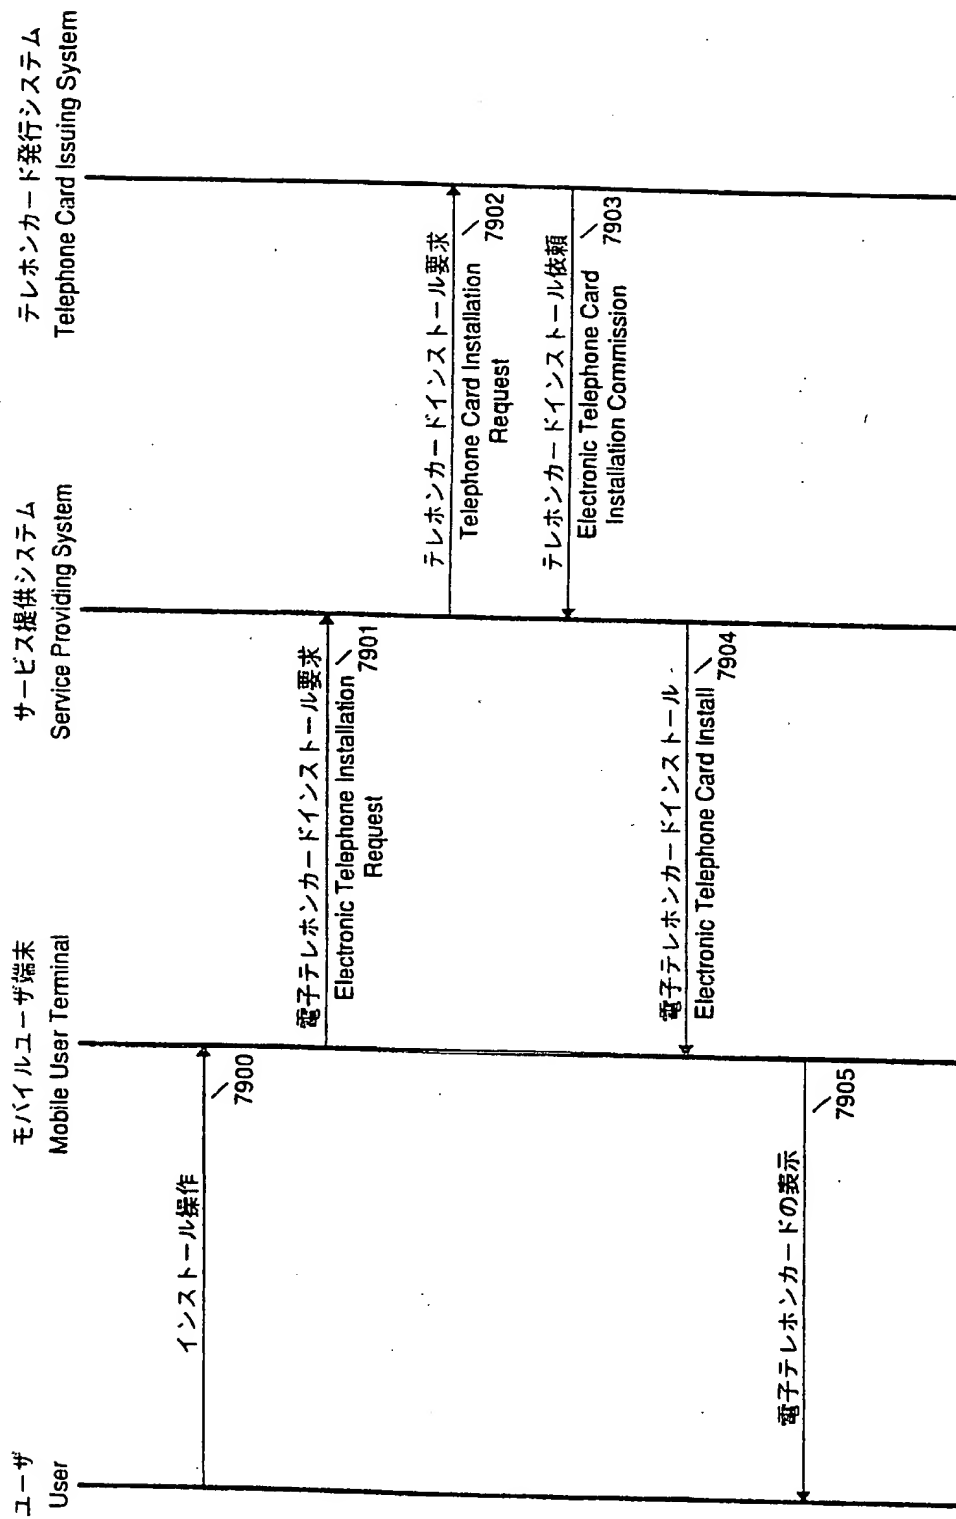 ユーザ
User
モバイルユーザ端末
Mobile User Terminal
サービス提供システム
Service Providing System
テレホンカード発行システム
Telephone Card Issuing System
インストール操作
7900
電子テレホンカードインストール要求
Electronic Telephone Installation
Request
7901
テレホンカードインストール要求
Telephone Card Installation
Request
7902
テレホンカードインストール依頼
Electronic Telephone Card
Installation Commission
7903
電子テレホンカードインストール
Electronic Telephone Card Install
7904
電子テレホンカードの表示
7905